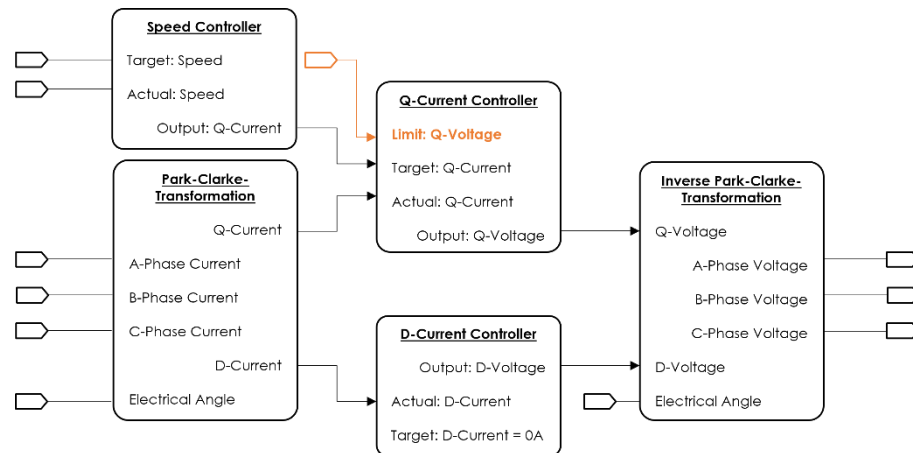 Speed Controller
Target: Speed
Actual: Speed
Output: Q-Current
Park-Clarke-
Transformation
Q-Current
A-Phase Current
B-Phase Current
C-Phase Current
D-Current
Electrical Angle
Q-Current Controller
Limit: Q-Voltage
Target: Q-Current
Actual: Q-Current
Output: Q-Voltage
D-Current Controller
Output: D-Voltage
Actual: D-Current
Target: D-Current = 0A
Inverse Park-Clarke-
Transformation
Q-Voltage
A-Phase Voltage
B-Phase Voltage
C-Phase Voltage
D-Voltage
Electrical Angle